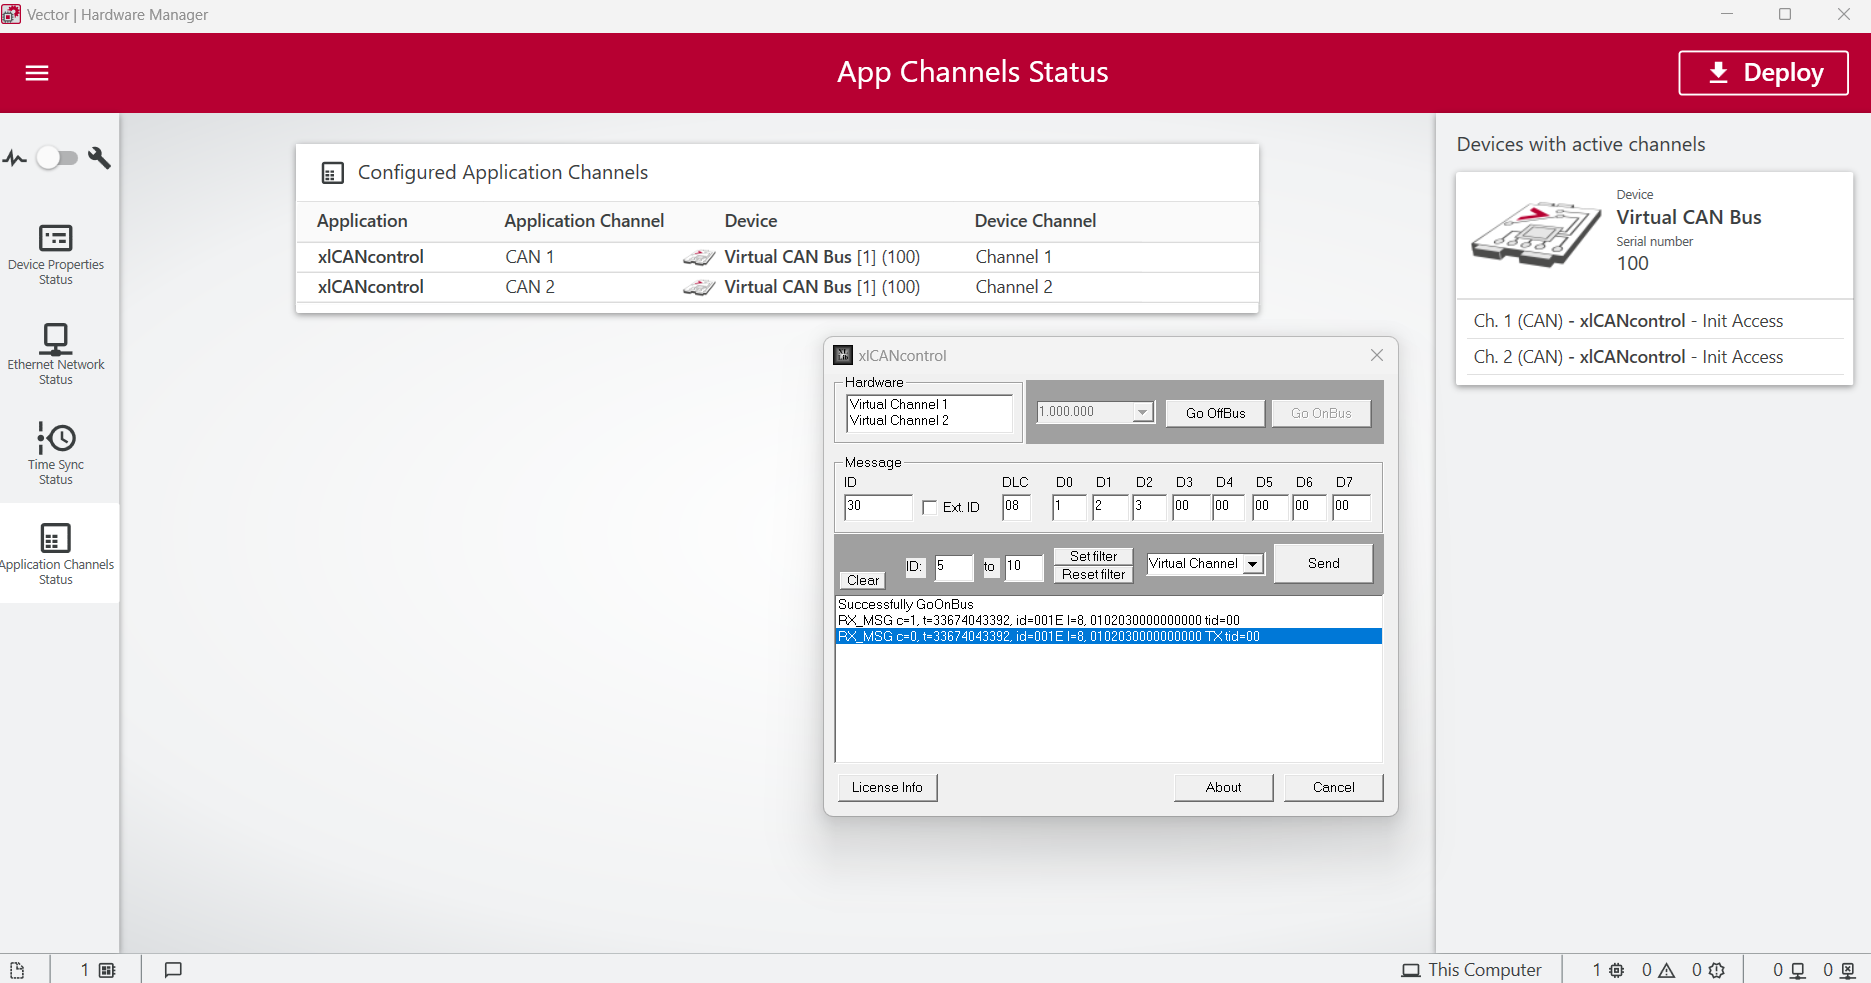 Vector | Hardware Manager
App Channels Status
Deploy
Device Properties
Status
Ethernet Network
Status
Time Sync
Status
Application Channels
Status
Configured Application Channels
Application Application Channel Device Device Channel
xlCANcontrol CAN 1 Virtual CAN Bus [1] (100) Channel 1
xlCANcontrol CAN 2 Virtual CAN Bus [1] (100) Channel 2
Devices with active channels
Device
Virtual CAN Bus
Serial number
100
Ch. 1 (CAN) - xlCANcontrol - Init Access
Ch. 2 (CAN) - xlCANcontrol - Init Access
xlCANcontrol
Hardware
Virtual Channel 1
Virtual Channel 2
1.000.000 Go OffBus Go OnBus
Message
ID DLC D0 D1 D2 D3 D4 D5 D6 D7
30 Ext. ID 08 1 2 3 00 00 00 00 00
Clear ID: 5 to 10 Set filter Reset filter Virtual Channel Send
Successfully GoOnBus
RX_MSG c=1, t=33674043392, id=001E l=8, 0102030000000000 tid=00
RX_MSG c=0, t=33674043392, id=001E l=8, 0102030000000000 TX tid=00
License Info About Cancel
1 This Computer 1 0 0 0 0